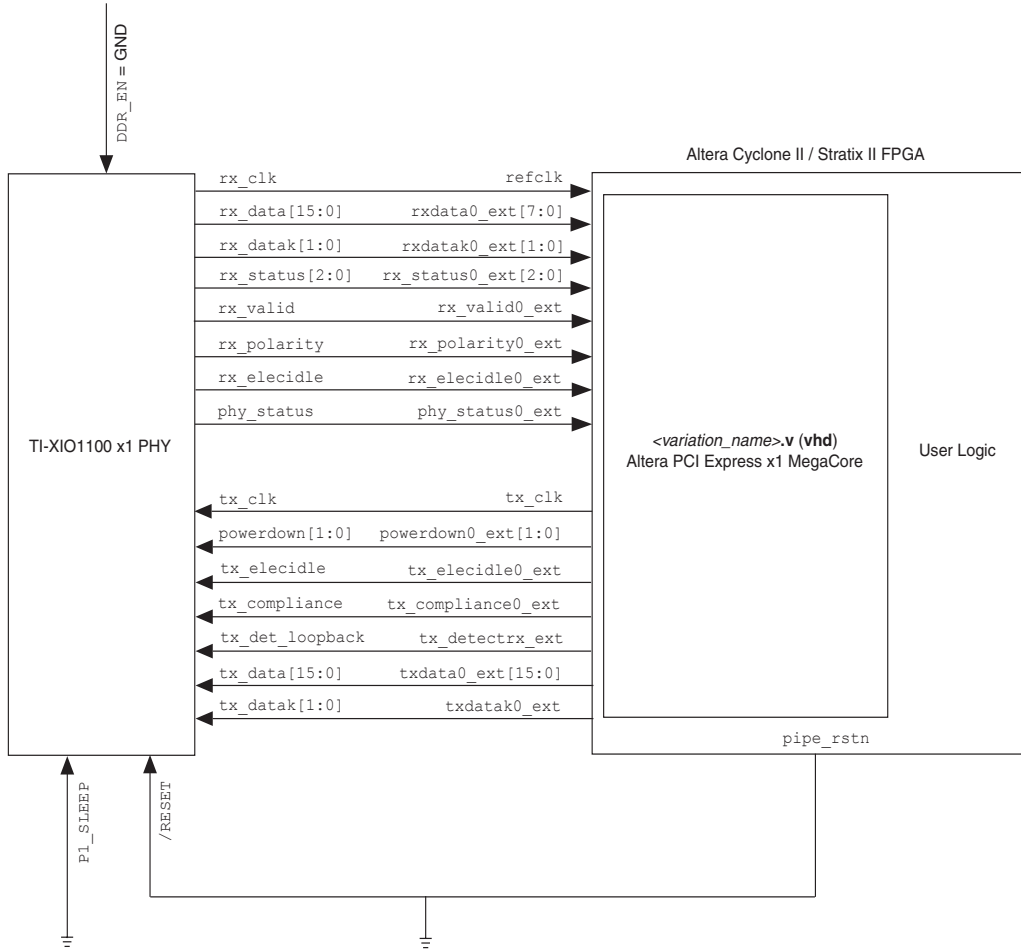 DDR_EN = GND
Altera Cyclone II / Stratix II FPGA
rx_clk refclk
rx_data[15:0] rxdata0_ext[7:0]
rx_datak[1:0] rxdatak0_ext[1:0]
rx_status[2:0] rx_status0_ext[2:0]
rx_valid rx_valid0_ext
rx_polarity rx_polarity0_ext
rx_elecidle rx_elecidle0_ext
phy_status phy_status0_ext
TI-XIO1100 x1 PHY
<variation_name>.v (vhd)
Altera PCI Express x1 MegaCore
User Logic
tx_clk tx_clk
powerdown[1:0] powerdown0_ext[1:0]
tx_elecidle tx_elecidle0_ext
tx_compliance tx_compliance0_ext
tx_det_loopback tx_detectrx_ext
tx_data[15:0] txdata0_ext[15:0]
tx_datak[1:0] txdatak0_ext
pipe_rstn
P1_SLEEP
/RESET